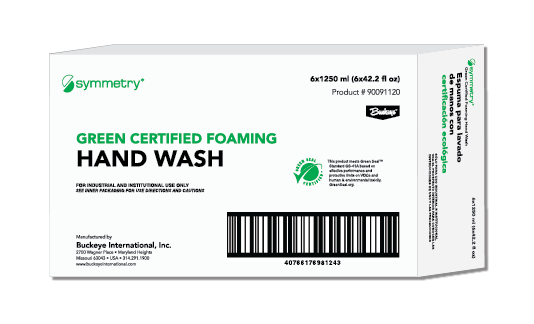 symmetry
6x1250 ml (6x42.2 fl oz)
Product # 90091120
Buckeye
GREEN CERTIFIED FOAMING
HAND WASH
GREEN SEAL
CERTIFIED
This product meets Green Seal™
Standard GS-41A based on
effective performance and
protective limits on VOCs and
human & environmental toxicity.
GreenSeal.org
FOR INDUSTRIAL AND INSTITUTIONAL USE ONLY
SEE INNER PACKAGING FOR USE DIRECTIONS AND CAUTIONS
Manufactured by
Buckeye International, Inc.
2700 Wagner Place • Maryland Heights
Missouri 63043 • USA • 314.291.1900
www.buckeyeinternational.com
40766176981243
symmetry
Green Certified Foaming Hand Wash
Espuma para lavado
de manos con
certificación ecológica
6x1250 ml (6x42.2 fl oz)